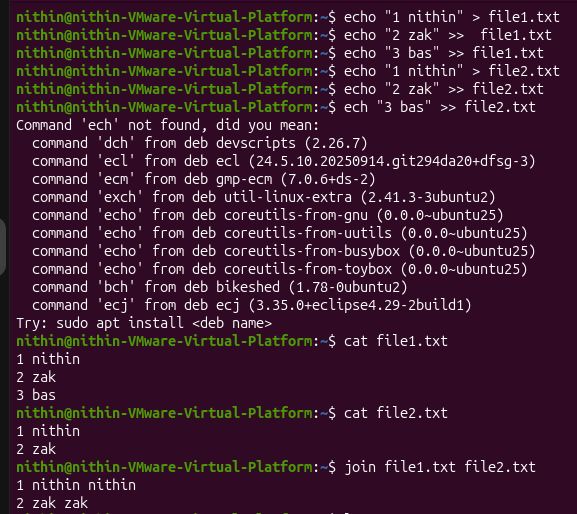 nithin@nithin-VMware-Virtual-Platform:~$ echo "1 nithin" > file1.txt
nithin@nithin-VMware-Virtual-Platform:~$ echo "2 zak" >>  file1.txt
nithin@nithin-VMware-Virtual-Platform:~$ echo "3 bas" >> file1.txt
nithin@nithin-VMware-Virtual-Platform:~$ echo "1 nithin" > file2.txt
nithin@nithin-VMware-Virtual-Platform:~$ echo "2 zak" >> file2.txt
nithin@nithin-VMware-Virtual-Platform:~$ ech "3 bas" >> file2.txt
Command 'ech' not found, did you mean:
  command 'dch' from deb devscripts (2.26.7)
  command 'ecl' from deb ecl (24.5.10.20250914.git294da20+dfsg-3)
  command 'ecm' from deb gmp-ecm (7.0.6+ds-2)
  command 'exch' from deb util-linux-extra (2.41.3-3ubuntu2)
  command 'echo' from deb coreutils-from-gnu (0.0.0~ubuntu25)
  command 'echo' from deb coreutils-from-uutils (0.0.0~ubuntu25)
  command 'echo' from deb coreutils-from-busybox (0.0.0~ubuntu25)
  command 'echo' from deb coreutils-from-toybox (0.0.0~ubuntu25)
  command 'bch' from deb bikeshed (1.78-0ubuntu2)
  command 'ecj' from deb ecj (3.35.0+eclipse4.29-2build1)
Try: sudo apt install <deb name>
nithin@nithin-VMware-Virtual-Platform:~$ cat file1.txt
1 nithin
2 zak
3 bas
nithin@nithin-VMware-Virtual-Platform:~$ cat file2.txt
1 nithin
2 zak
nithin@nithin-VMware-Virtual-Platform:~$ join file1.txt file2.txt
1 nithin nithin
2 zak zak